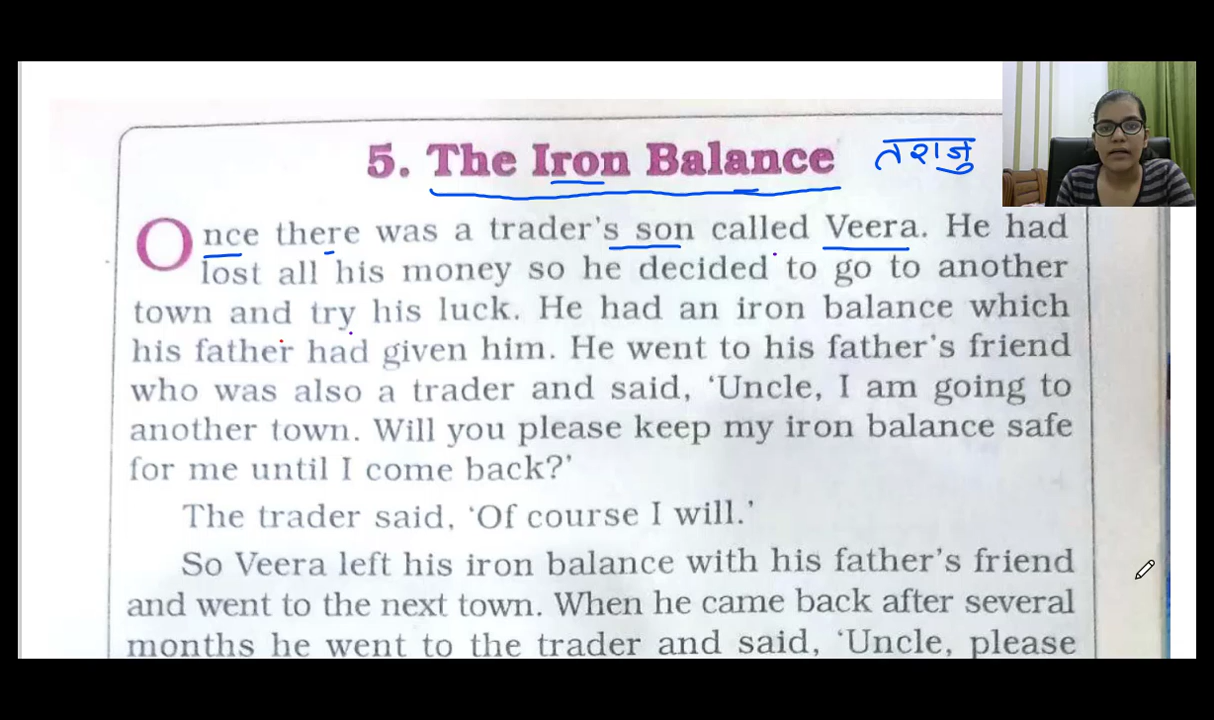 5. The Iron Balance तराजु
Once there was a trader's son called Veera. He had
lost all his money so he decided to go to another
town and try his luck. He had an iron balance which
his father had given him. He went to his father's friend
who was also a trader and said, ‘Uncle, I am going to
another town. Will you please keep my iron balance safe
for me until I come back?’
The trader said, ‘Of course I will.’
So Veera left his iron balance with his father's friend
and went to the next town. When he came back after several
months he went to the trader and said, ‘Uncle, please